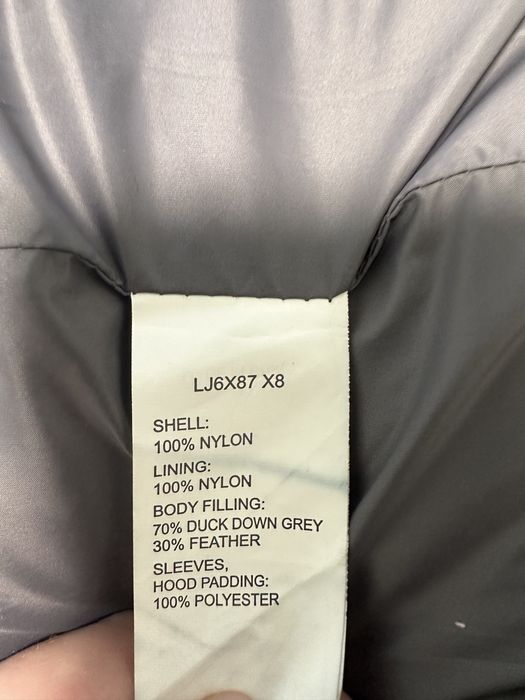 LJ6X87 X8
SHELL:
100% NYLON
LINING:
100% NYLON
BODY FILLING:
70% DUCK DOWN GREY
30% FEATHER
SLEEVES,
HOOD PADDING:
100% POLYESTER